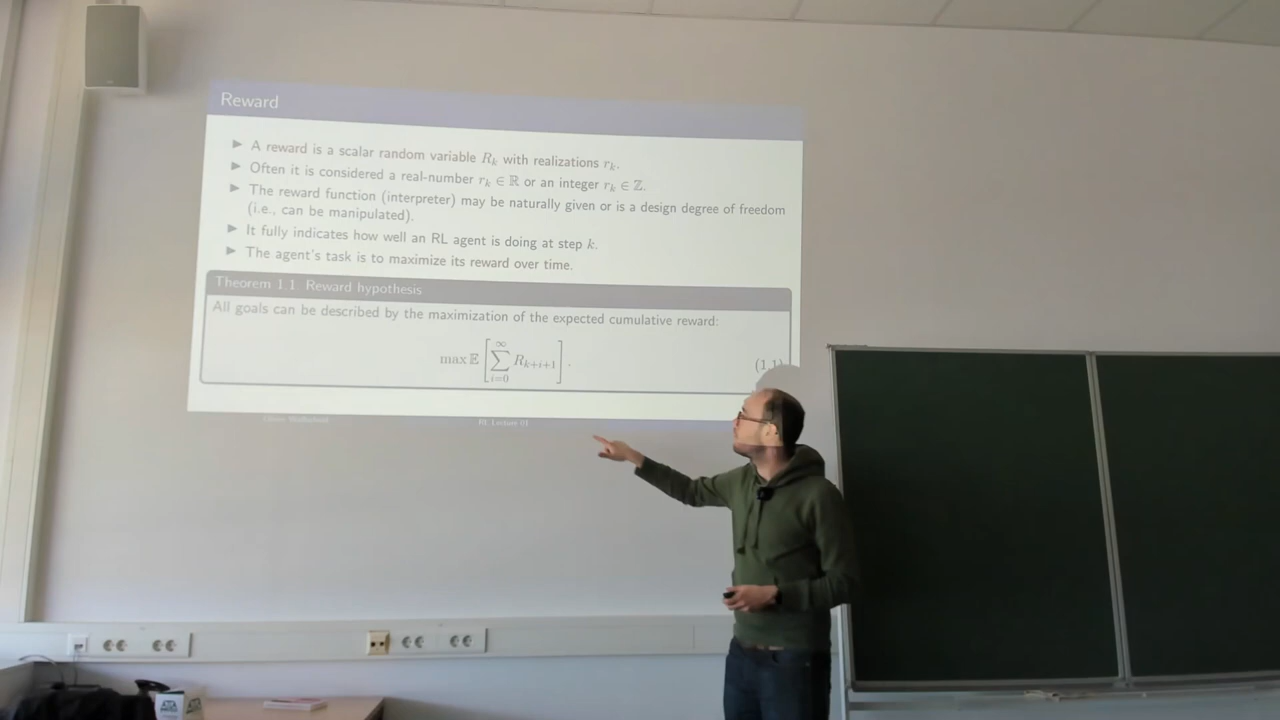 Reward
► A reward is a scalar random variable R_k with realizations r_k.
► Often it is considered a real-number r_k ∈ ℝ or an integer r_k ∈ ℤ.
► The reward function (interpreter) may be naturally given or is a design degree of freedom
(i.e., can be manipulated).
► It fully indicates how well an RL agent is doing at step k.
► The agent's task is to maximize its reward over time.
Theorem 1.1: Reward hypothesis
All goals can be described by the maximization of the expected cumulative reward:
max 𝔼 [∑_{i=0}^{∞} R_{k+i+1}] . (1.1)
RL Lecture 01